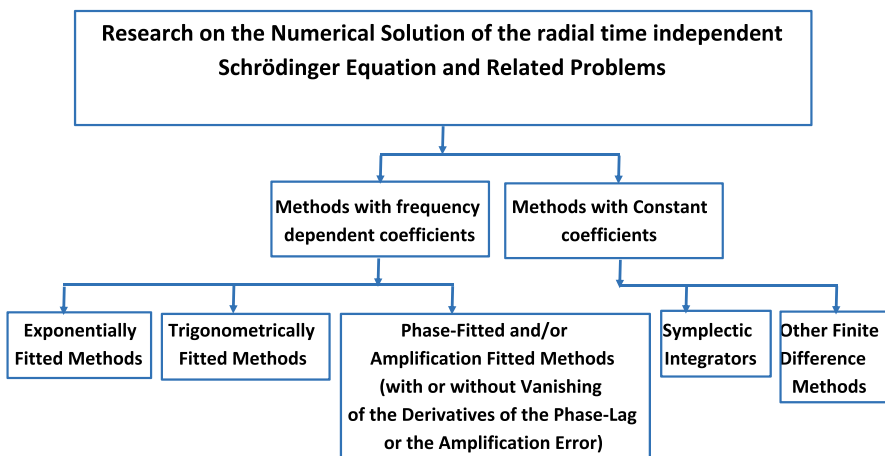 Research on the Numerical Solution of the radial time independent
Schrödinger Equation and Related Problems
Methods with frequency
dependent coefficients
Methods with Constant
coefficients
Exponentially
Fitted Methods
Trigonometrically
Fitted Methods
Phase-Fitted and/or
Amplification Fitted Methods
(with or without Vanishing
of the Derivatives of the Phase-Lag
or the Amplification Error)
Symplectic
Integrators
Other Finite
Difference
Methods